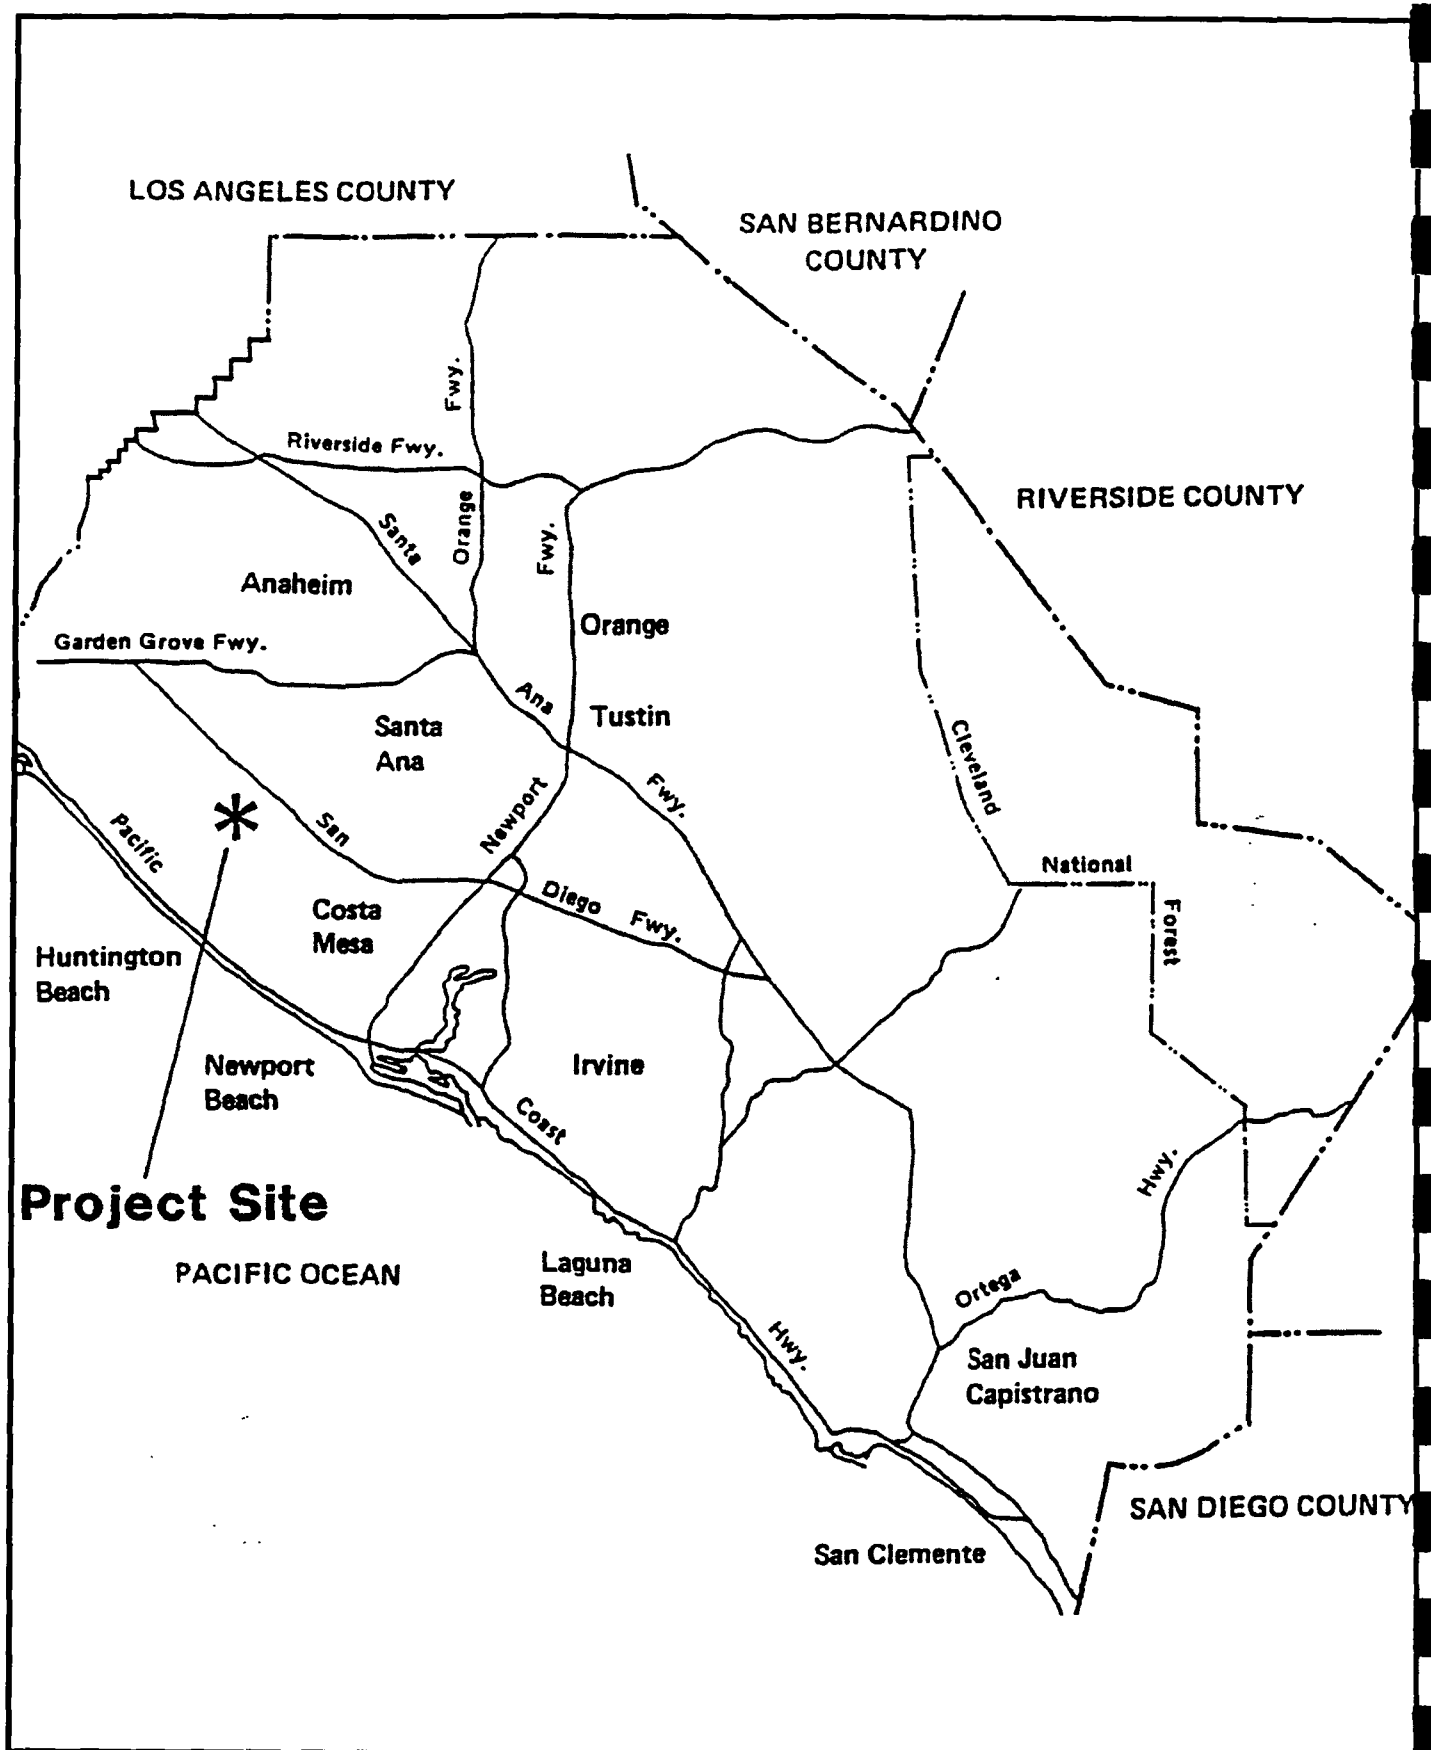 LOS ANGELES COUNTY
SAN BERNARDINO
COUNTY
Fwy.
Riverside Fwy.
RIVERSIDE COUNTY
Santa
Orange
Fwy.
Anaheim
Orange
Garden Grove Fwy.
Ana
Tustin
Santa
Ana
Cleveland
Fwy.
Newport
Pacific
San
National
Diego
Fwy.
Forest
Costa
Mesa
Huntington
Beach
Newport
Beach
Irvine
Coast
Hwy.
Project Site
PACIFIC OCEAN
Laguna
Beach
Ortega
Hwy.
San Juan
Capistrano
SAN DIEGO COUNTY
San Clemente